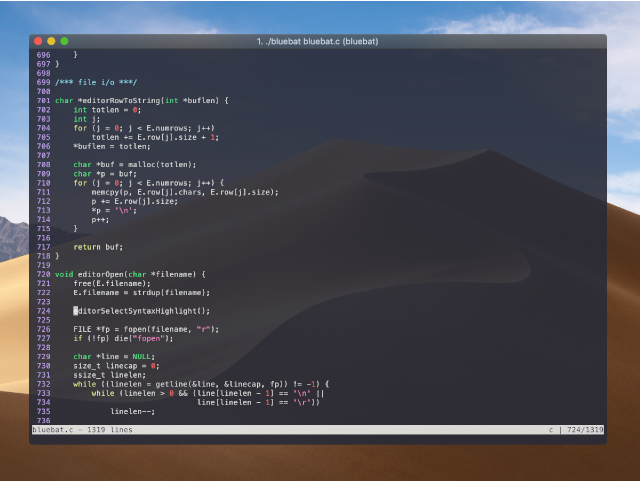 1. ./bluebat bluebat.c (bluebat)
696     }
697 }
698
699 /*** file i/o ***/
700
701 char *editorRowToString(int *buflen) {
702     int totlen = 0;
703     int j;
704     for (j = 0; j < E.numrows; j++)
705         totlen += E.row[j].size + 1;
706     *buflen = totlen;
707
708     char *buf = malloc(totlen);
709     char *p = buf;
710     for (j = 0; j < E.numrows; j++) {
711         memcpy(p, E.row[j].chars, E.row[j].size);
712         p += E.row[j].size;
713         *p = '\n';
714         p++;
715     }
716
717     return buf;
718 }
719
720 void editorOpen(char *filename) {
721     free(E.filename);
722     E.filename = strdup(filename);
723
724     editorSelectSyntaxHighlight();
725
726     FILE *fp = fopen(filename, "r");
727     if (!fp) die("fopen");
728
729     char *line = NULL;
730     size_t linecap = 0;
731     ssize_t linelen;
732     while ((linelen = getline(&line, &linecap, fp)) != -1) {
733         while (linelen > 0 && (line[linelen - 1] == '\n' ||
734                                line[linelen - 1] == '\r'))
735             linelen--;
736
bluebat.c - 1319 lines c | 724/1319